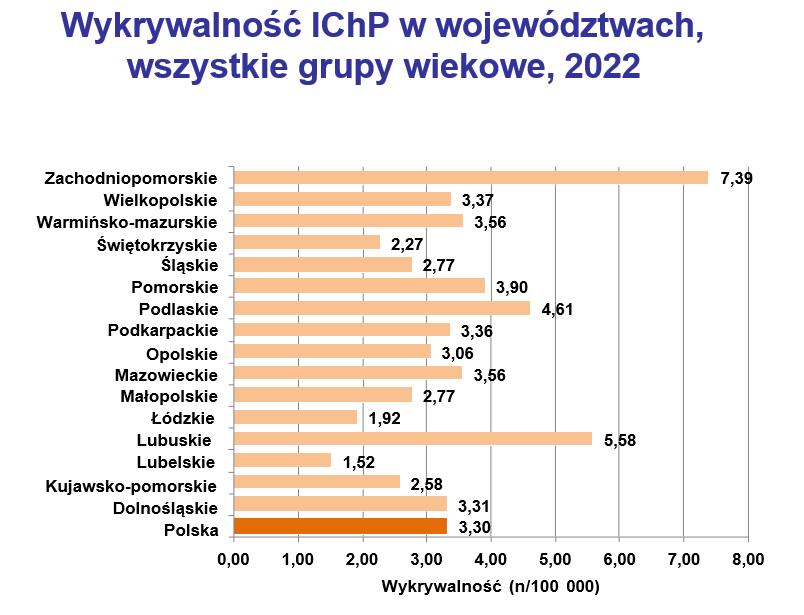 Wykrywalność IChP w województwach,
wszystkie grupy wiekowe, 2022
Zachodniopomorskie 7,39
Wielkopolskie 3,37
Warmińsko-mazurskie 3,56
Świętokrzyskie 2,27
Śląskie 2,77
Pomorskie 3,90
Podlaskie 4,61
Podkarpackie 3,36
Opolskie 3,06
Mazowieckie 3,56
Małopolskie 2,77
Łódzkie 1,92
Lubuskie 5,58
Lubelskie 1,52
Kujawsko-pomorskie 2,58
Dolnośląskie 3,31
Polska 3,30
0,00 1,00 2,00 3,00 4,00 5,00 6,00 7,00 8,00
Wykrywalność (n/100 000)